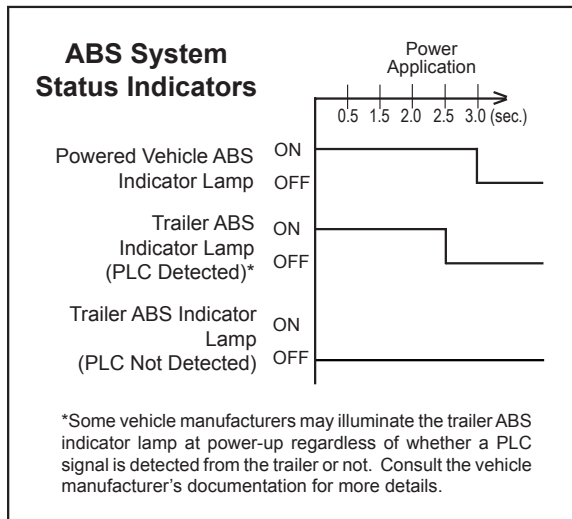 ABS System
Status Indicators
Power
Application
0.5 1.5 2.0 2.5 3.0 (sec.)
Powered Vehicle ABS
Indicator Lamp
ON
OFF
Trailer ABS
Indicator Lamp
(PLC Detected)*
ON
OFF
Trailer ABS Indicator
Lamp
(PLC Not Detected)
ON
OFF
*Some vehicle manufacturers may illuminate the trailer ABS
indicator lamp at power-up regardless of whether a PLC
signal is detected from the trailer or not. Consult the vehicle
manufacturer's documentation for more details.